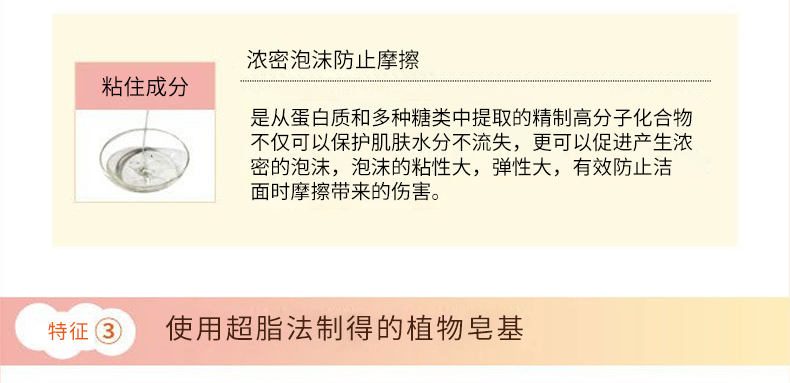 浓密泡沫防止摩擦
粘住成分
是从蛋白质和多种糖类中提取的精制高分子化合物
不仅可以保护肌肤水分不流失，更可以促进产生浓
密的泡沫，泡沫的粘性大，弹性大，有效防止洁
面时摩擦带来的伤害。
特征③
使用超脂法制得的植物皂基